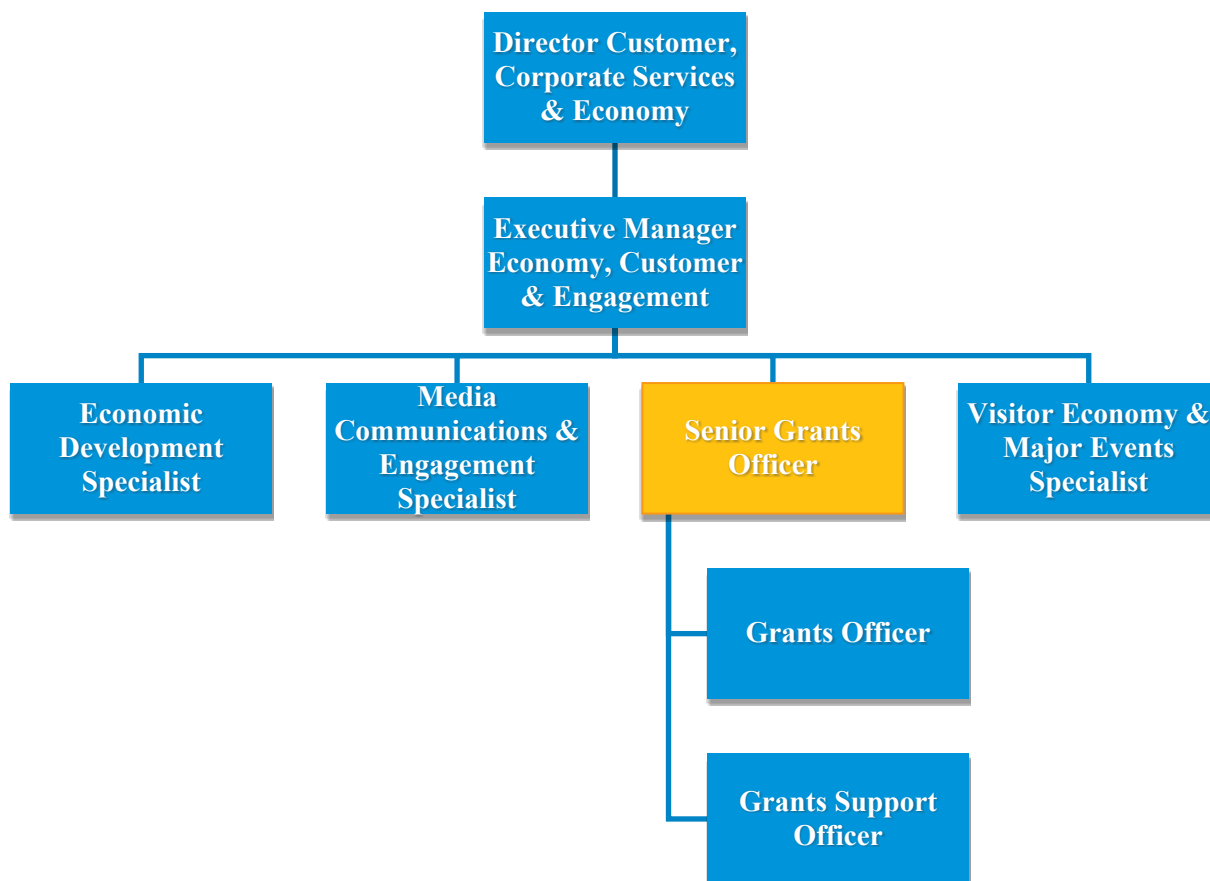 Director Customer,
Corporate Services
& Economy
Executive Manager
Economy, Customer
& Engagement
Economic
Development
Specialist
Media
Communications &
Engagement
Specialist
Senior Grants
Officer
Visitor Economy &
Major Events
Specialist
Grants Officer
Grants Support
Officer